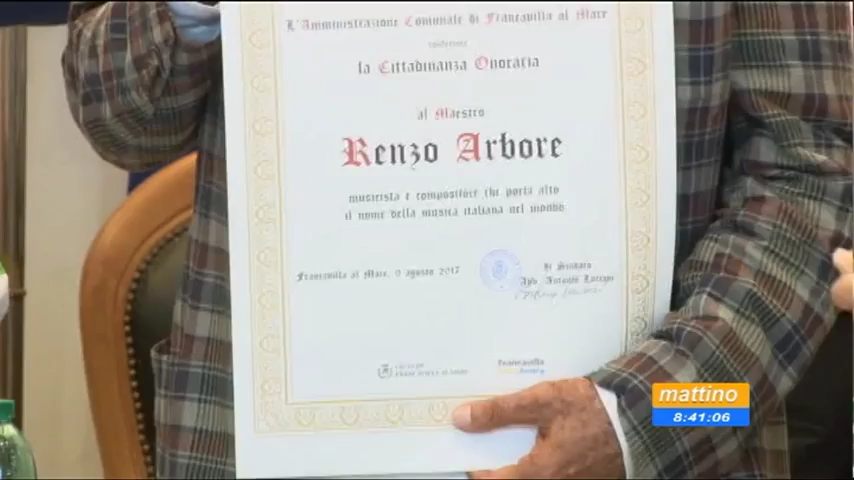 L'Amministrazione Comunale di Francavilla al Mare
conferisce
la Cittadinanza Onoraria
al Maestro
Renzo Arbore
musicista e compositore che porta alto
il nome della musica italiana nel mondo
Francavilla al Mare, 9 agosto 2017
Il Sindaco
Avv. Antonio Luciani
Francavilla
mattino
8:41:06